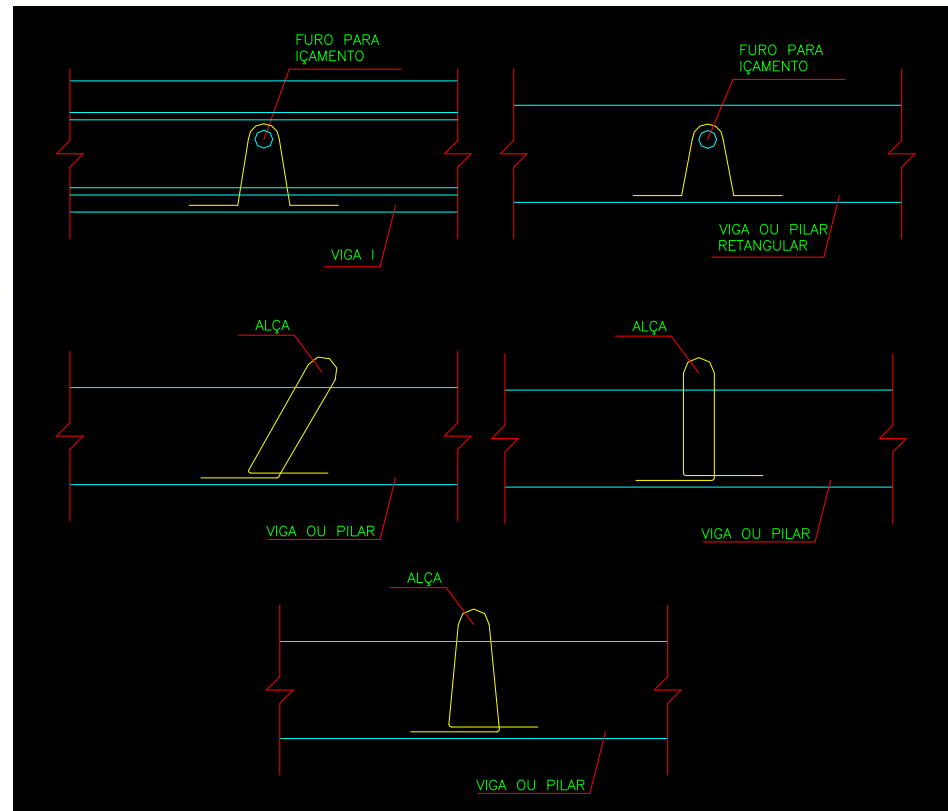 FURO PARA
IÇAMENTO
VIGA I
FURO PARA
IÇAMENTO
VIGA OU PILAR
RETANGULAR
ALÇA
VIGA OU PILAR
ALÇA
VIGA OU PILAR
ALÇA
VIGA OU PILAR